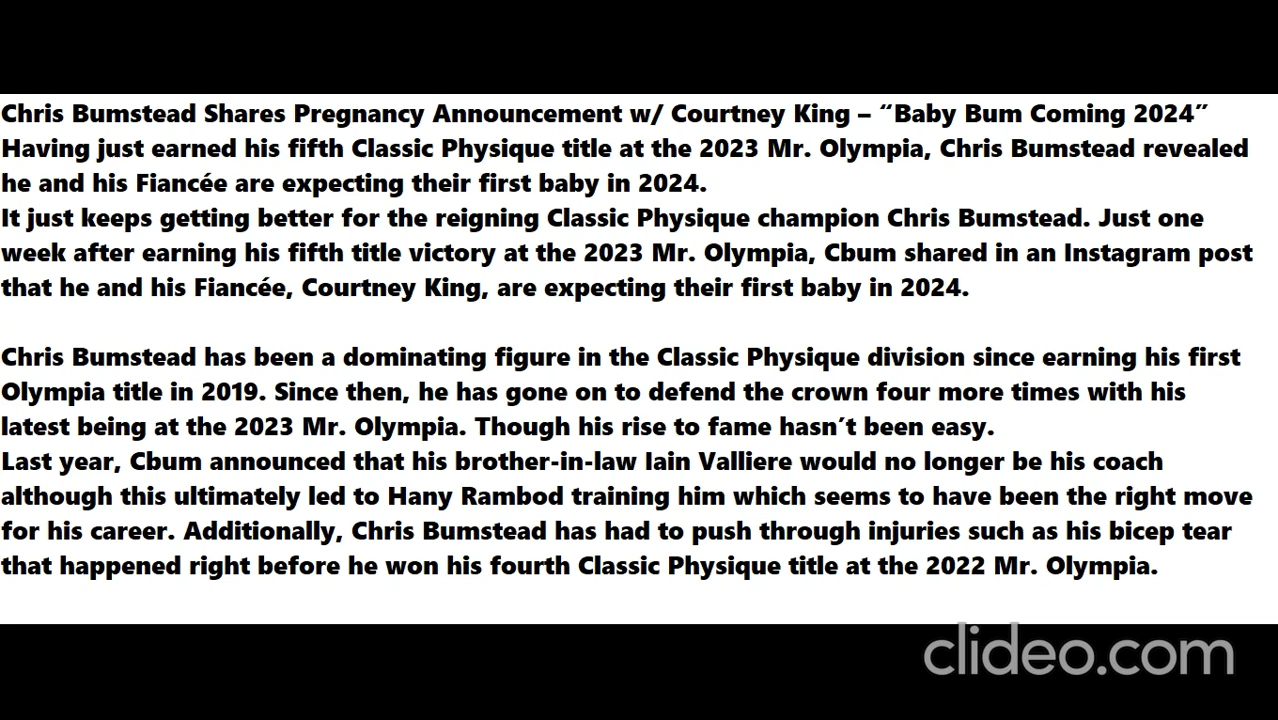 Chris Bumstead Shares Pregnancy Announcement w/ Courtney King – “Baby Bum Coming 2024”
Having just earned his fifth Classic Physique title at the 2023 Mr. Olympia, Chris Bumstead revealed
he and his Fiancée are expecting their first baby in 2024.
It just keeps getting better for the reigning Classic Physique champion Chris Bumstead. Just one
week after earning his fifth title victory at the 2023 Mr. Olympia, Cbum shared in an Instagram post
that he and his Fiancée, Courtney King, are expecting their first baby in 2024.
Chris Bumstead has been a dominating figure in the Classic Physique division since earning his first
Olympia title in 2019. Since then, he has gone on to defend the crown four more times with his
latest being at the 2023 Mr. Olympia. Though his rise to fame hasn’t been easy.
Last year, Cbum announced that his brother-in-law Iain Valliere would no longer be his coach
although this ultimately led to Hany Rambod training him which seems to have been the right move
for his career. Additionally, Chris Bumstead has had to push through injuries such as his bicep tear
that happened right before he won his fourth Classic Physique title at the 2022 Mr. Olympia.
clideo.com